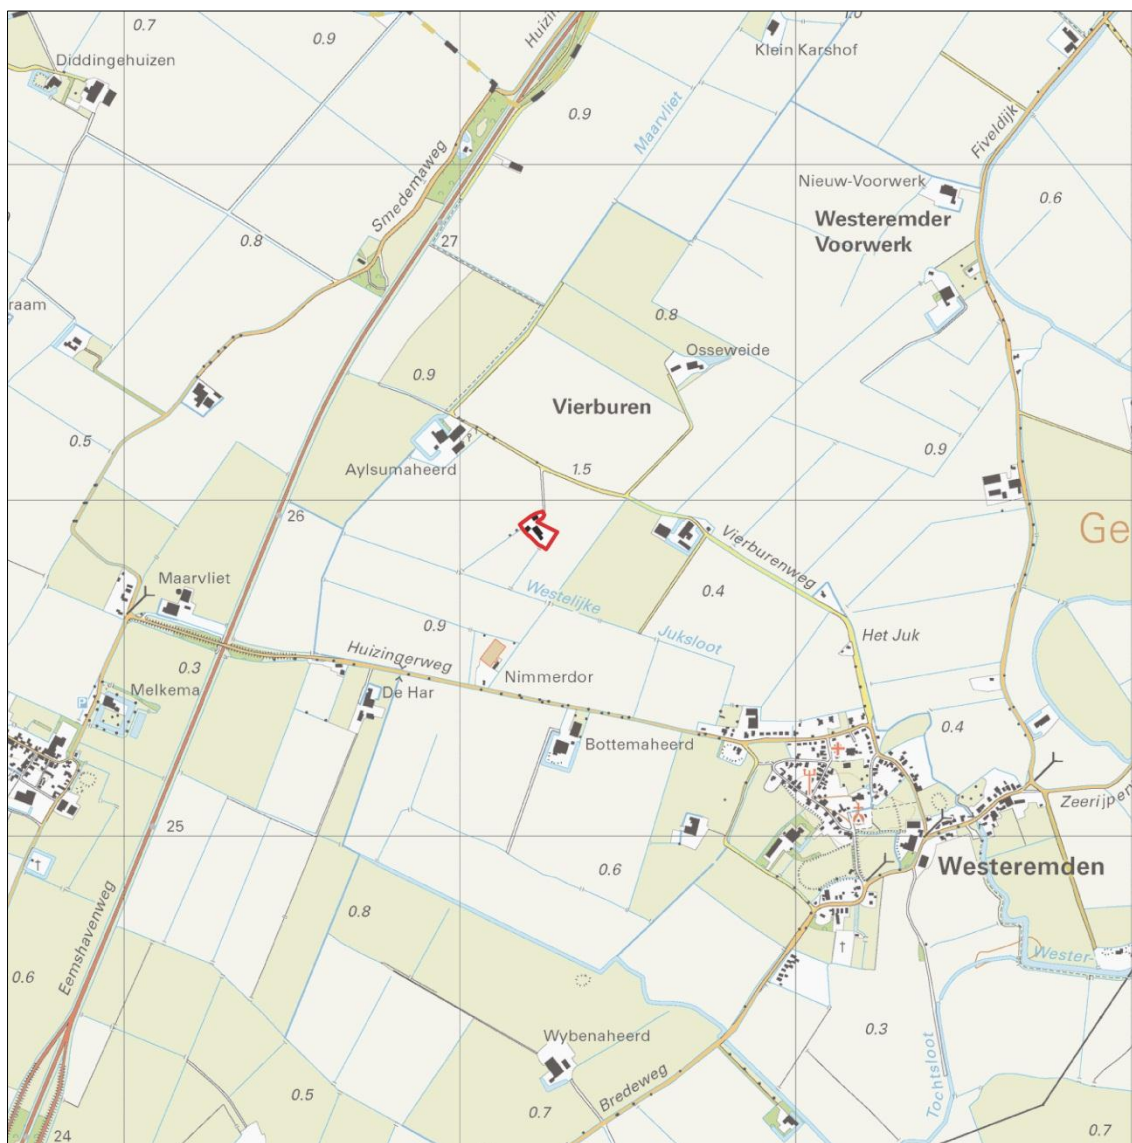 0.7
0.9
Huizin
Klein Karshof
1.0
Diddingehuizen
0.9
Maarvliet
Fiveldijk
Smedemaweg
Nieuw-Voorwerk
0.6
Westeremder
Voorwerk
0.8
27
raam
0.8
Osseweide
0.9
Vierburen
0.5
Aylsumaheerd
1.5
0.9
26
Vierburenweg
Ge
Maarvliet
Westelijke
0.4
Juksloot
Het Juk
0.9
Huizingerweg
0.3
Nimmerdor
Melkema
De Har
Bottemaheerd
0.4
Zeerijpen
25
0.6
Westeremden
Eemshavenweg
0.8
0.6
Wester-
Wybenaheerd
0.3
Bredeweg
Tochtsloot
0.5
0.7
0.7
24